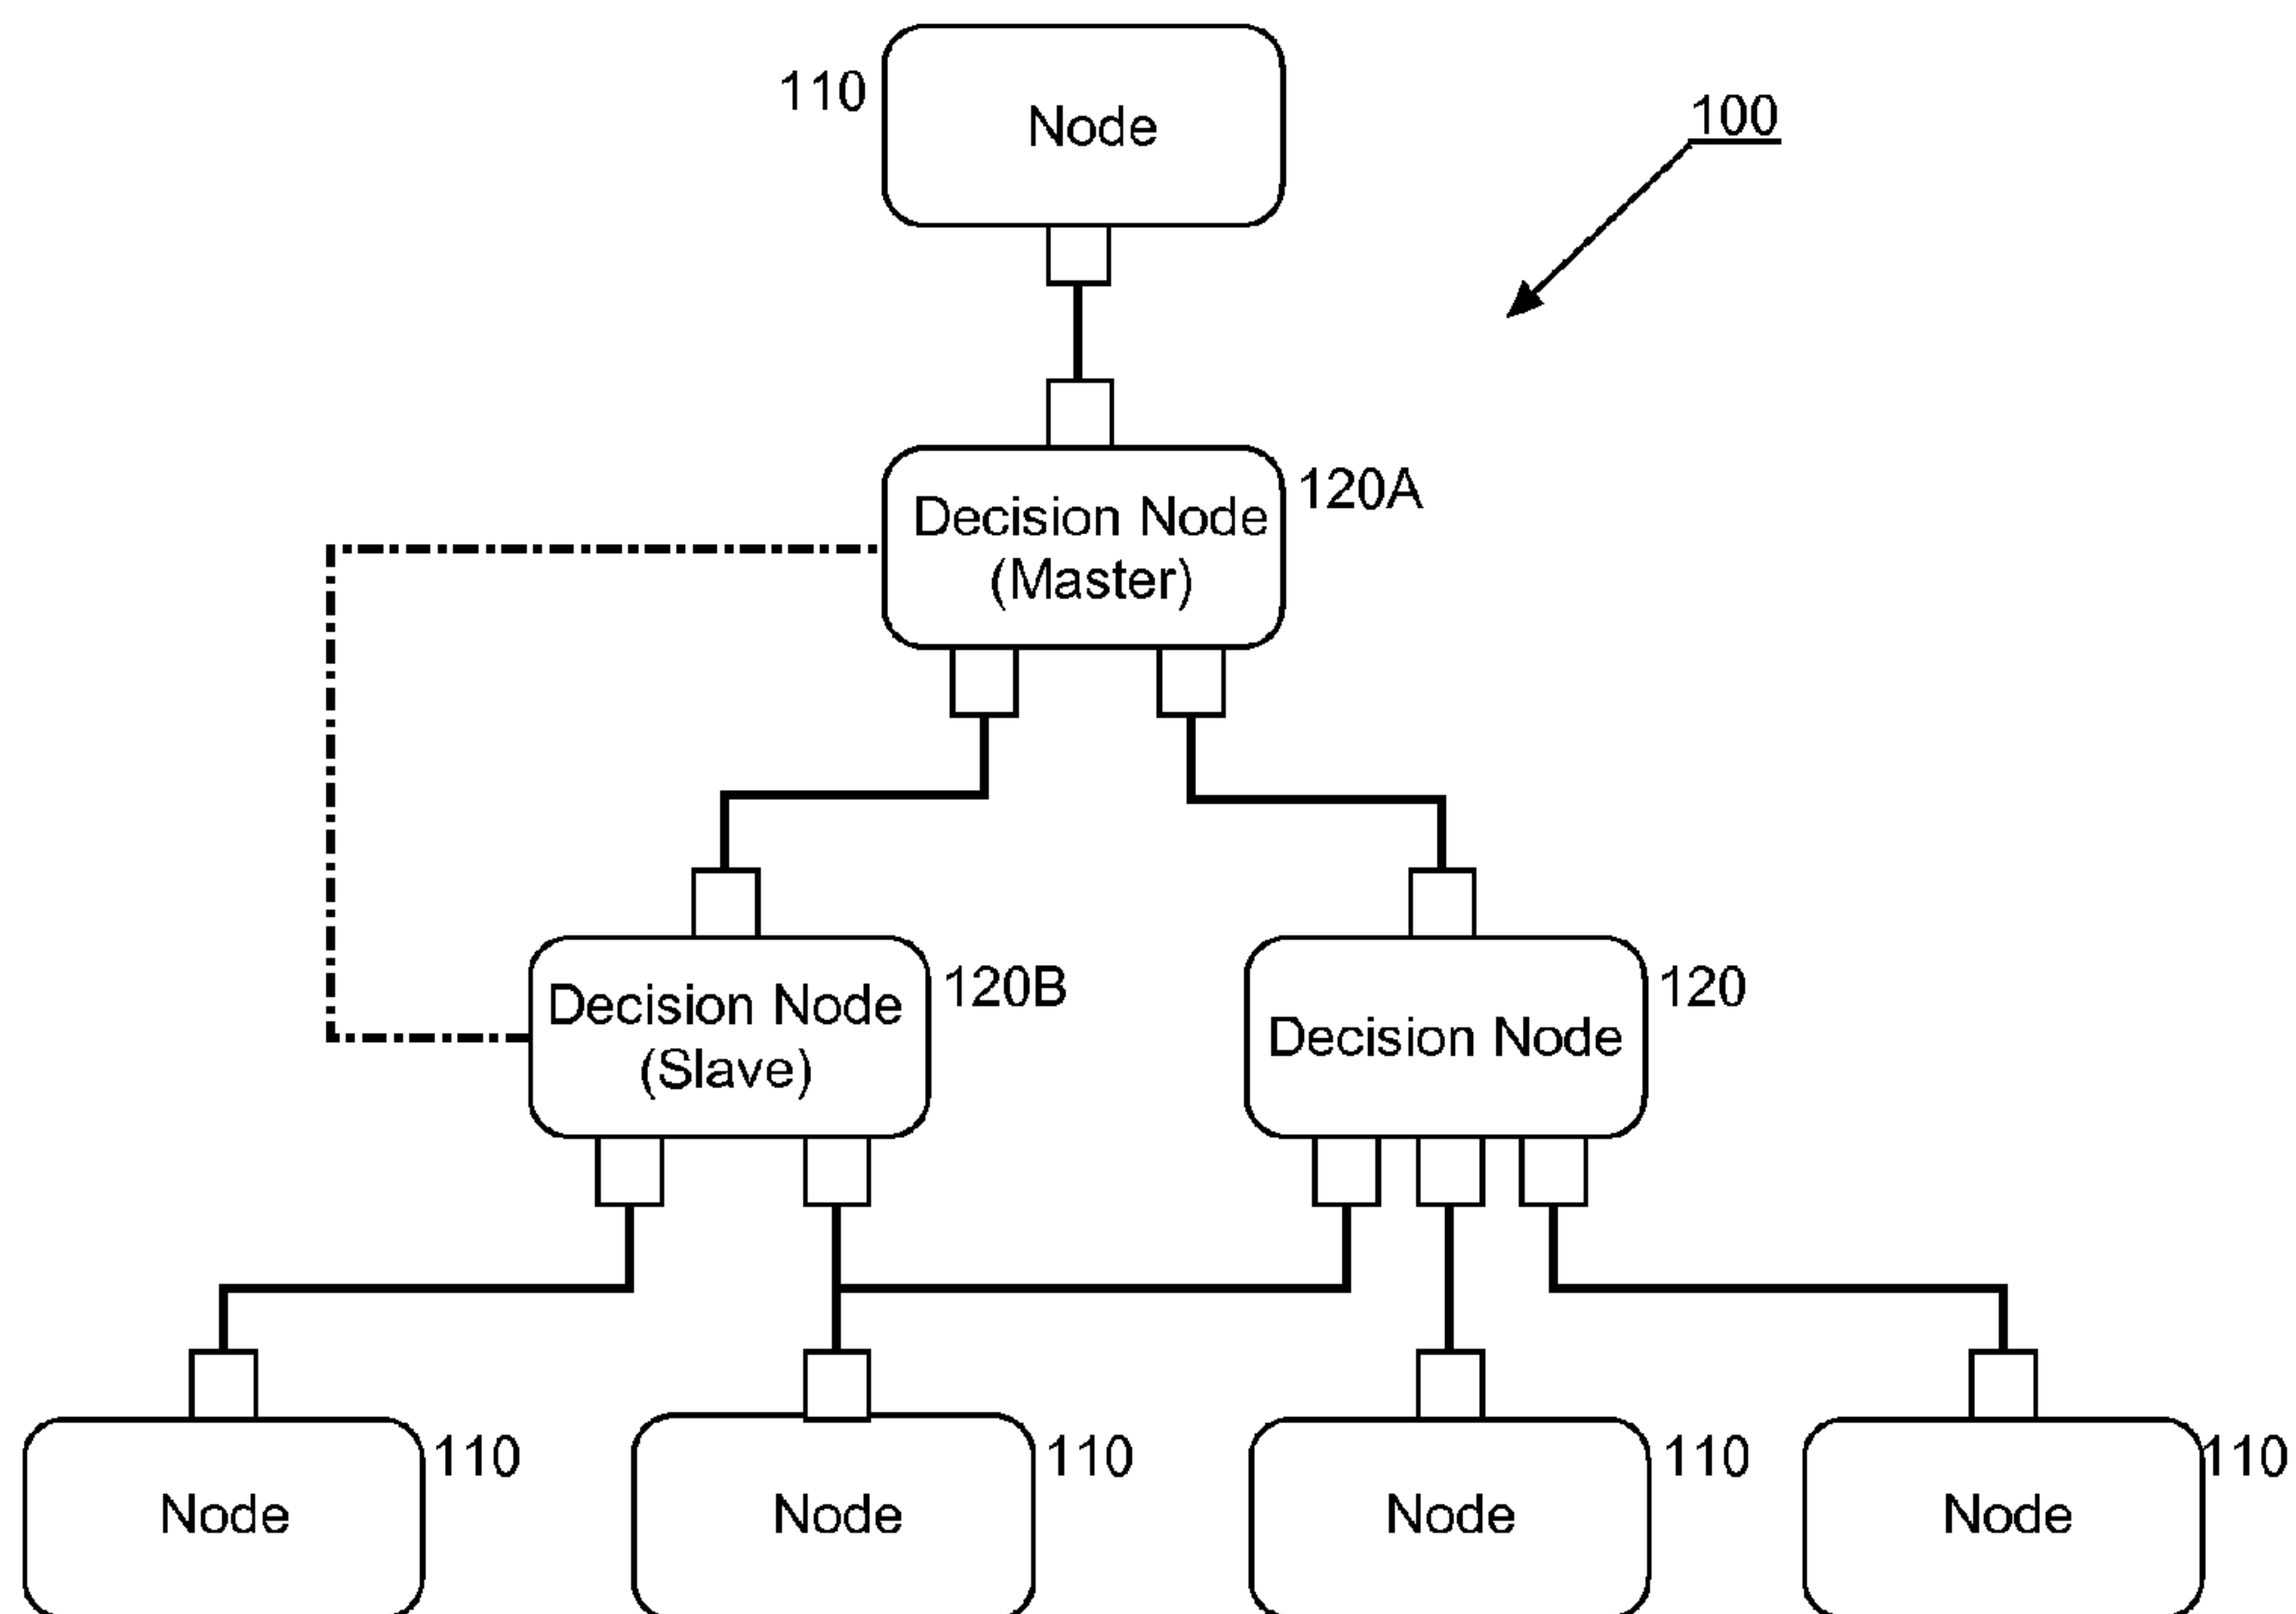 110
Node
100
Decision Node
(Master)
120A
Decision Node
(Slave)
120B
Decision Node
120
Node
110
Node
110
Node
110
Node
110